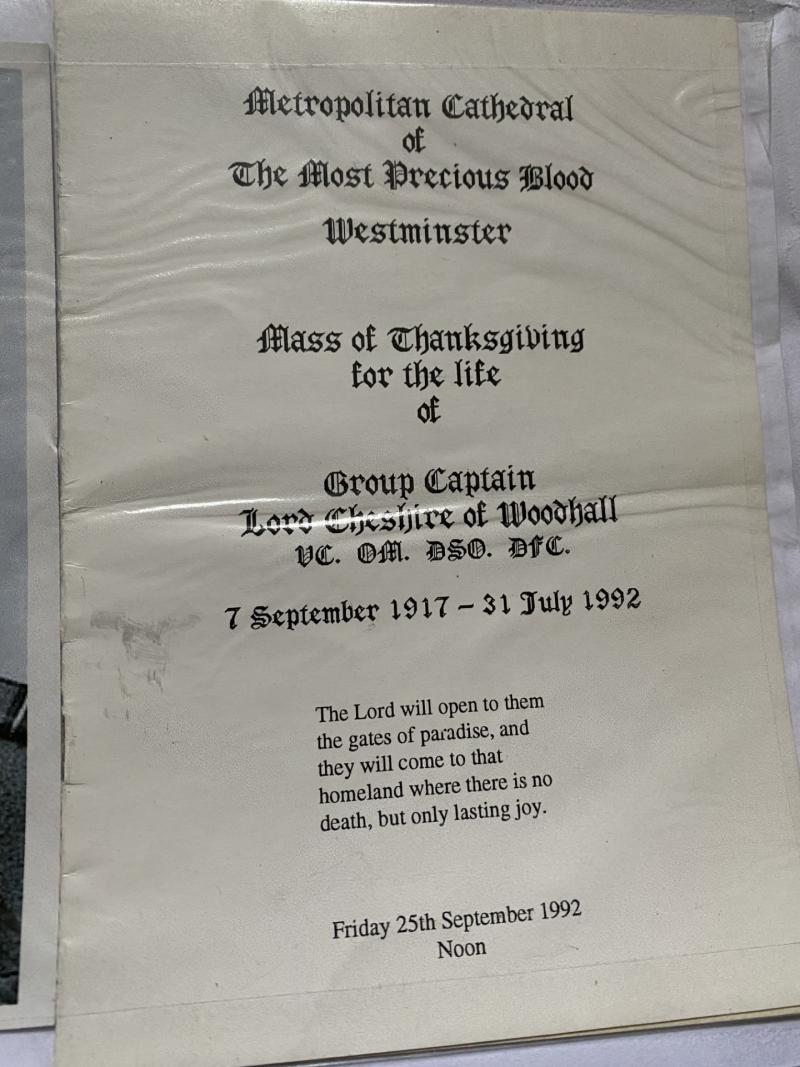 Metropolitan Cathedral
of
The Most Precious Blood
Westminster
Mass of Thanksgiving
for the life
of
Group Captain
Lord Cheshire of Woodhall
VC. OM. DSO. DFC.
7 September 1917 – 31 July 1992
The Lord will open to them
the gates of paradise, and
they will come to that
homeland where there is no
death, but only lasting joy.
Friday 25th September 1992
Noon